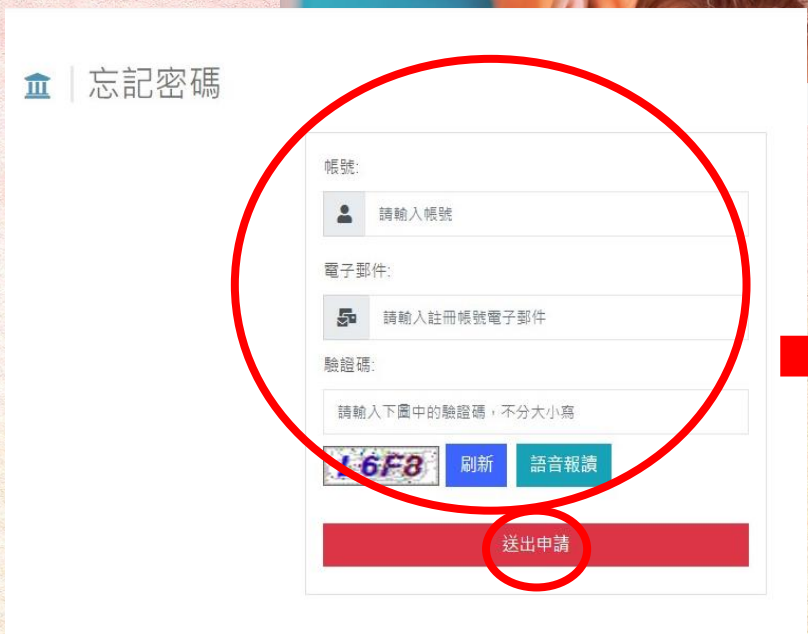 忘記密碼
帳號:
請輸入帳號
電子郵件:
請輸入註冊帳號電子郵件
驗證碼:
請輸入下圖中的驗證碼，不分大小寫
刷新 語音報讀
送出申請